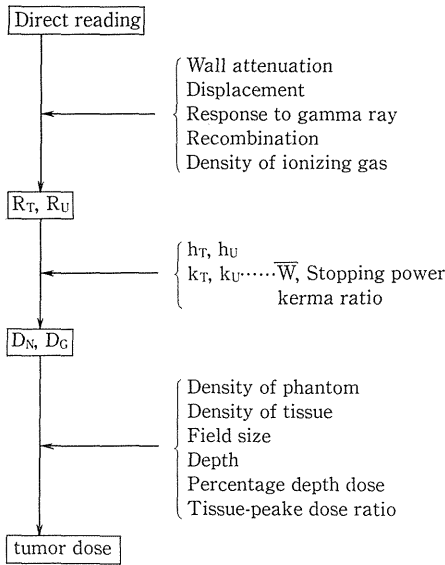 Direct reading
Wall attenuation
Displacement
Response to gamma ray
Recombination
Density of ionizing gas
RT, RU
hT, hU
kT, kU······W̅, Stopping power
kerma ratio
DN, DG
Density of phantom
Density of tissue
Field size
Depth
Percentage depth dose
Tissue-peake dose ratio
tumor dose